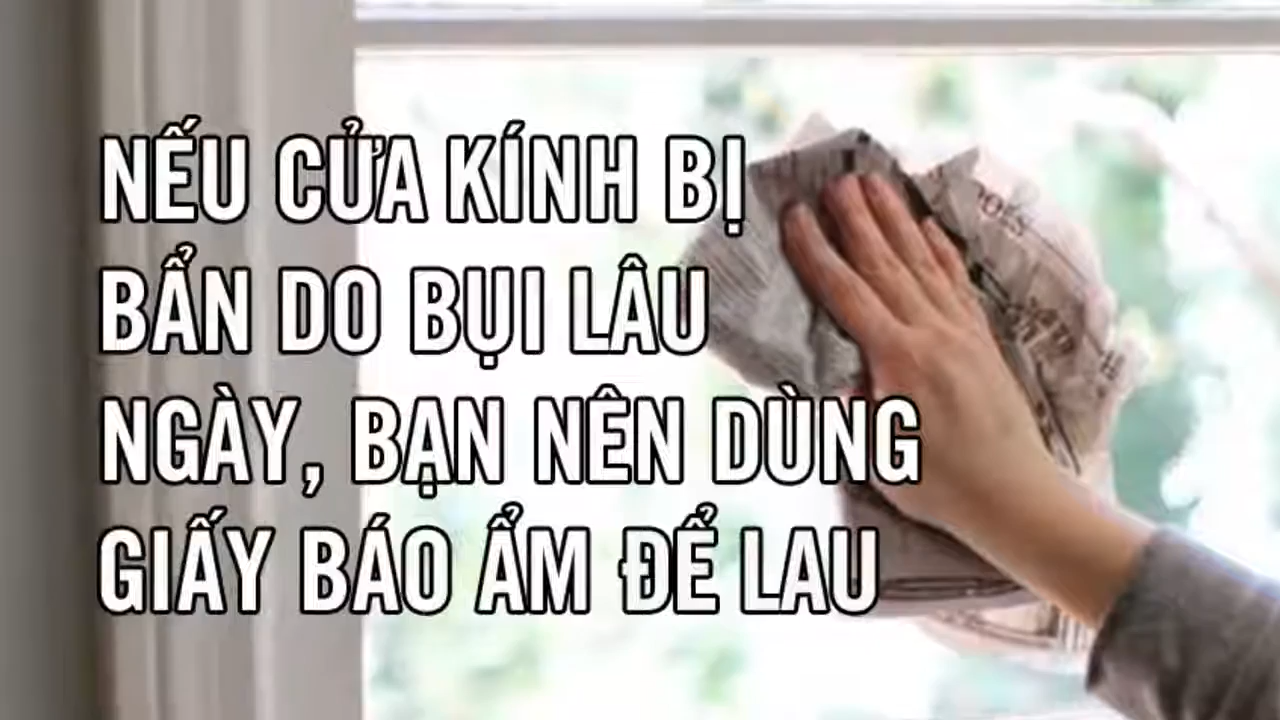 NẾU CỬA KÍNH BỊ
BẨN DO BỤI LÂU
NGÀY, BẠN NÊN DÙNG
GIẤY BÁO ẨM ĐỂ LAU